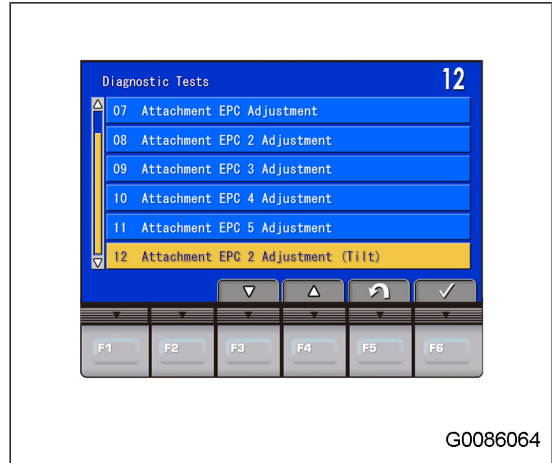 Diagnostic Tests 12
07 Attachment EPC Adjustment
08 Attachment EPC 2 Adjustment
09 Attachment EPC 3 Adjustment
10 Attachment EPC 4 Adjustment
11 Attachment EPC 5 Adjustment
12 Attachment EPC 2 Adjustment (Tilt)
F1 F2 F3 F4 F5 F6
G0086064